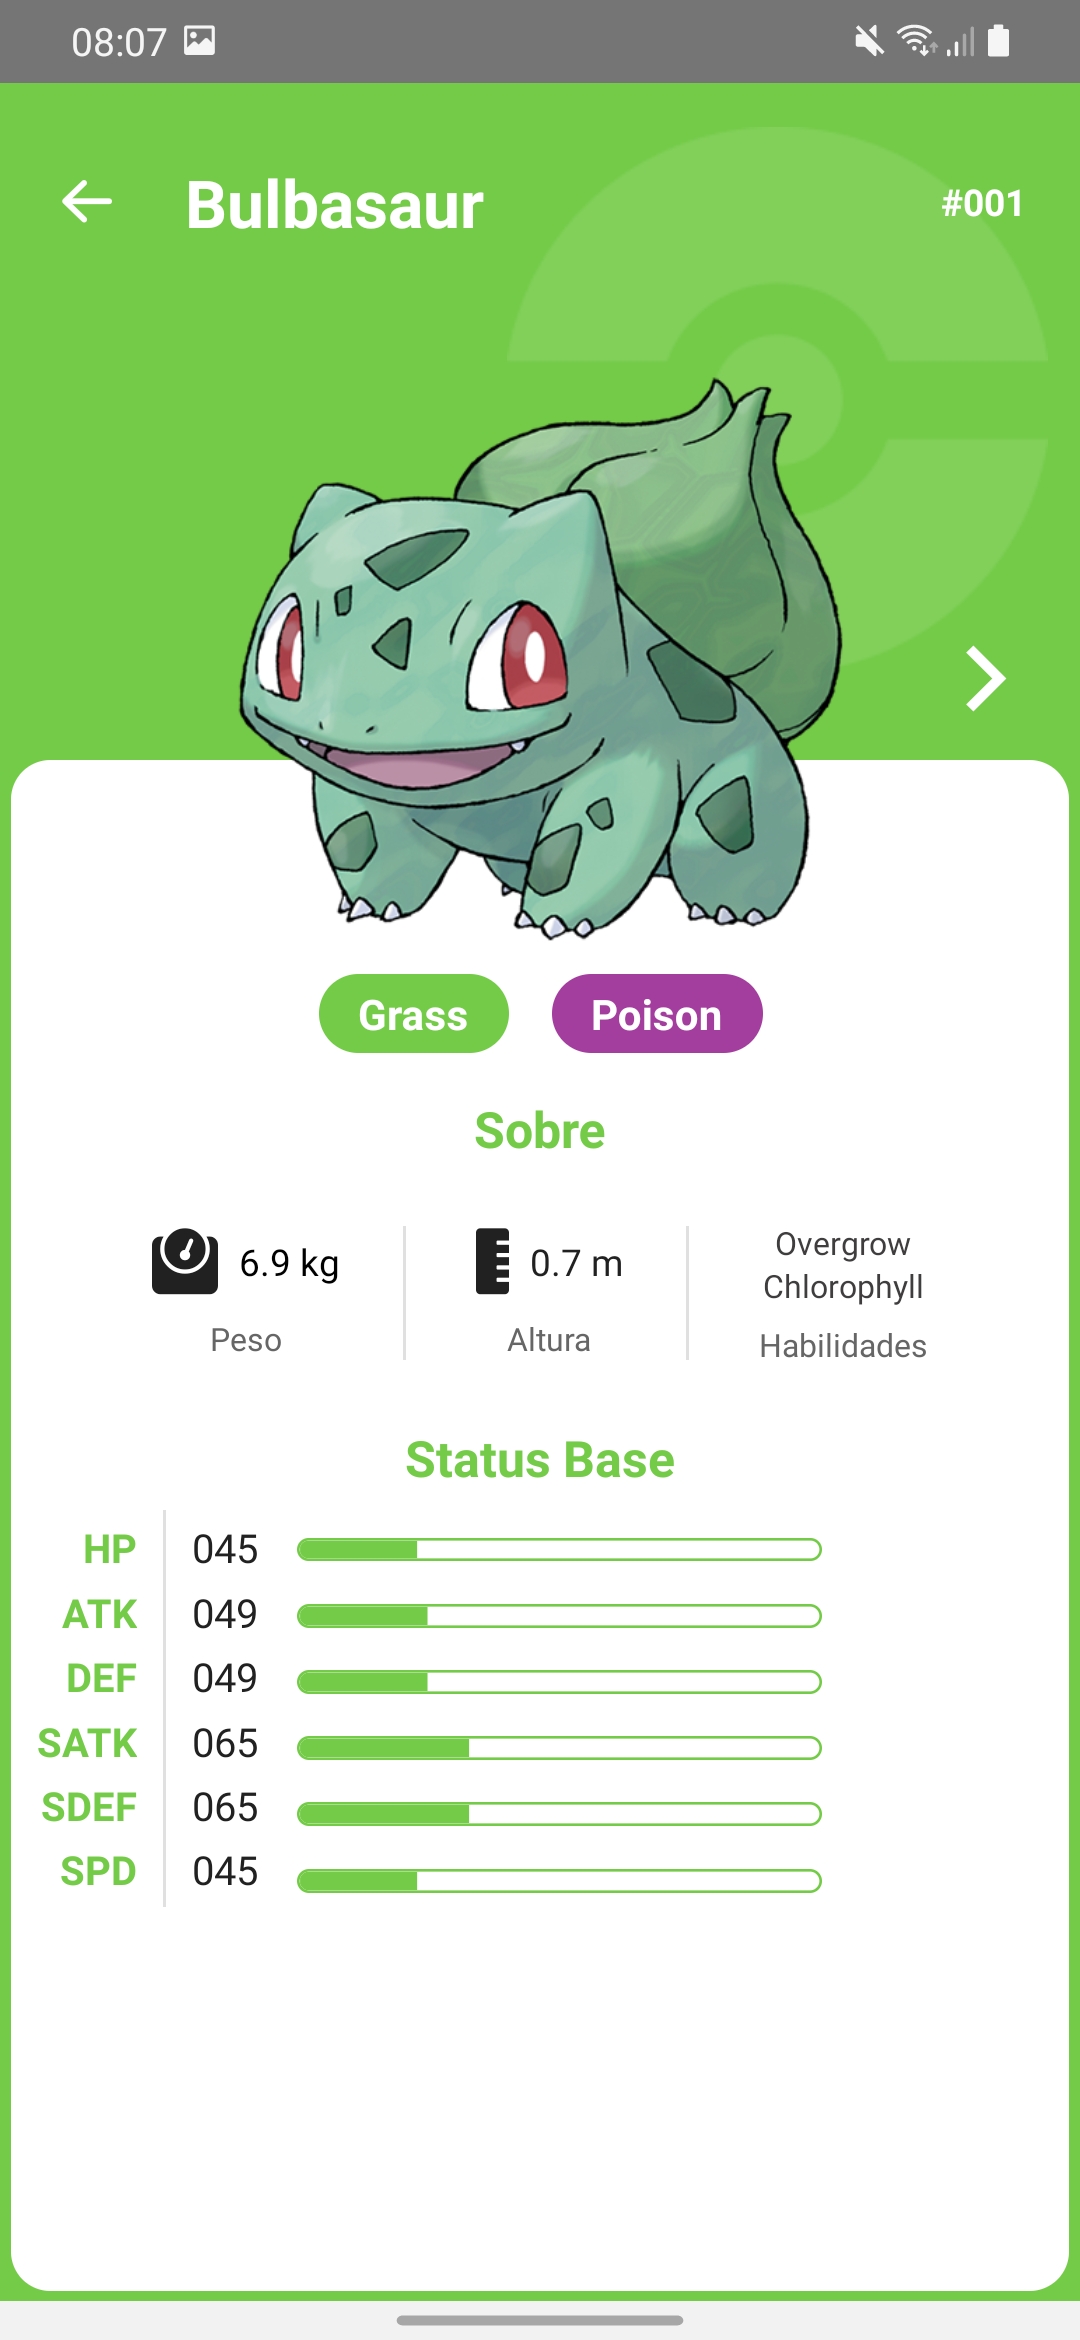 08:07
Bulbasaur
#001
Grass Poison
Sobre
6.9 kg
Peso
0.7 m
Altura
Overgrow
Chlorophyll
Habilidades
Status Base
HP 045
ATK 049
DEF 049
SATK 065
SDEF 065
SPD 045